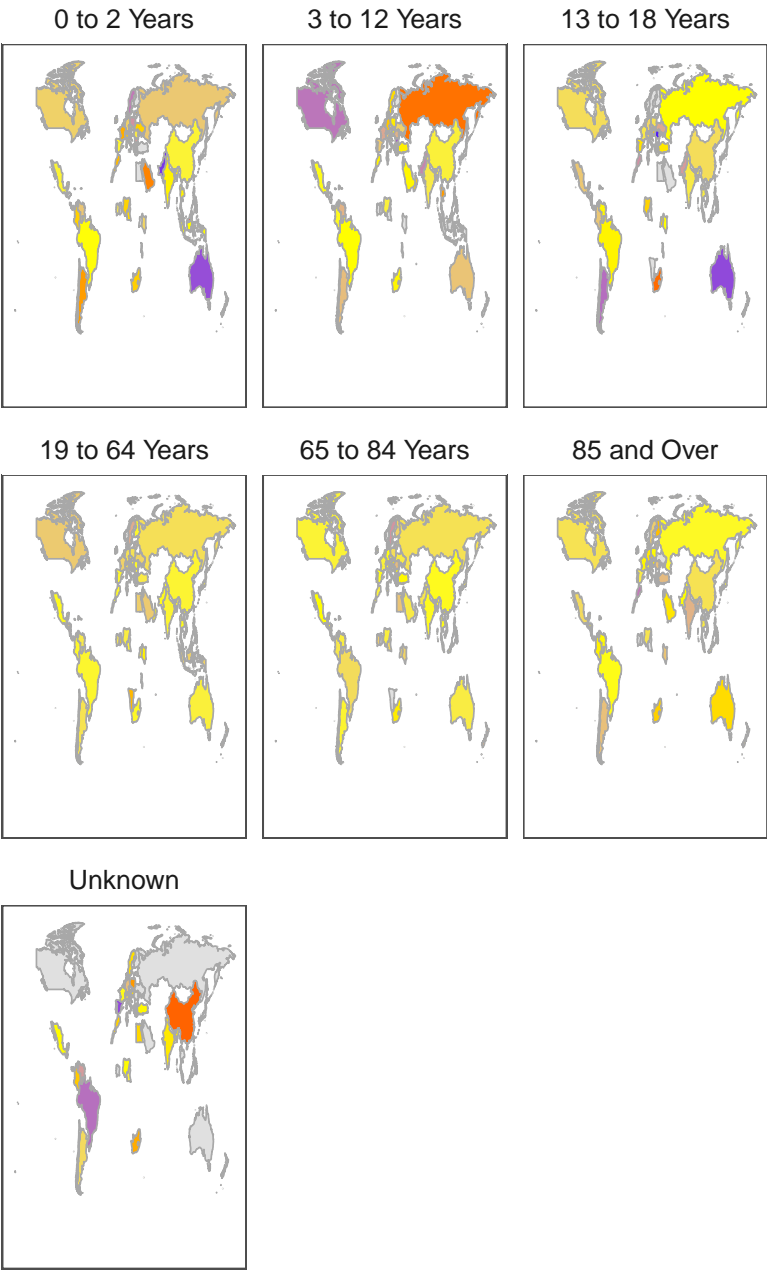 0 to 2 Years
3 to 12 Years
13 to 18 Years
19 to 64 Years
65 to 84 Years
85 and Over
Unknown